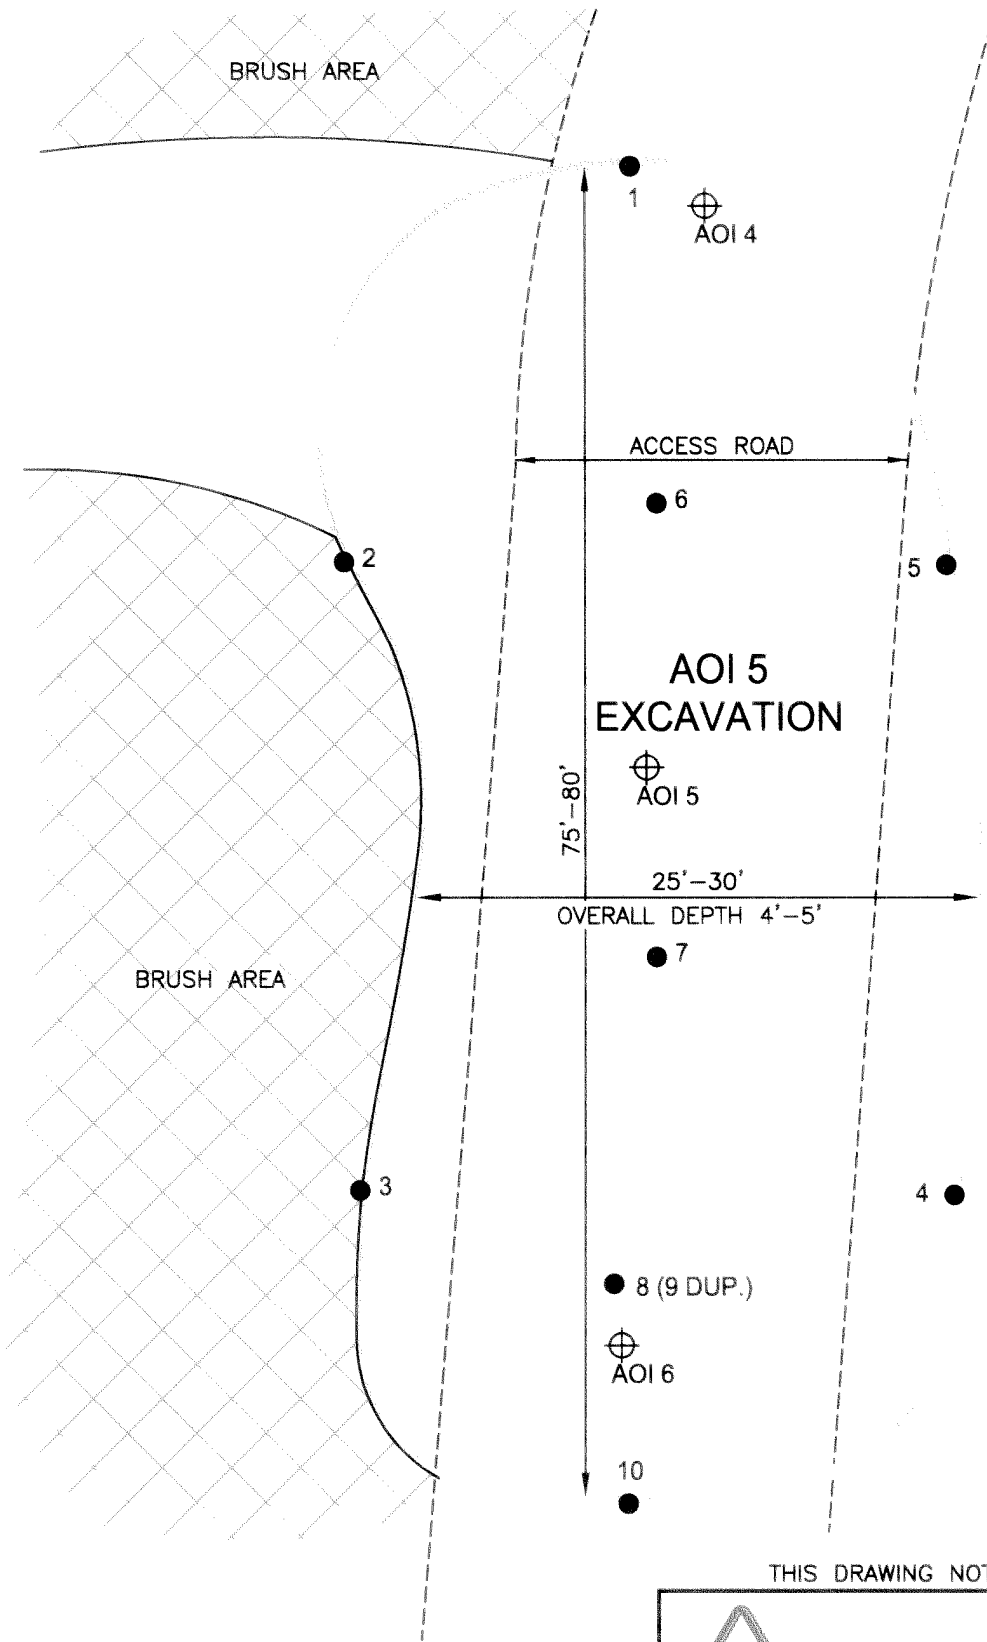 BRUSH AREA
1
AOI 4
ACCESS ROAD
6
2
5
AOI 5
EXCAVATION
AOI 5
75'-80'
25'-30'
OVERALL DEPTH 4'-5'
7
BRUSH AREA
3
4
8 (9 DUP.)
AOI 6
10
THIS DRAWING NOT